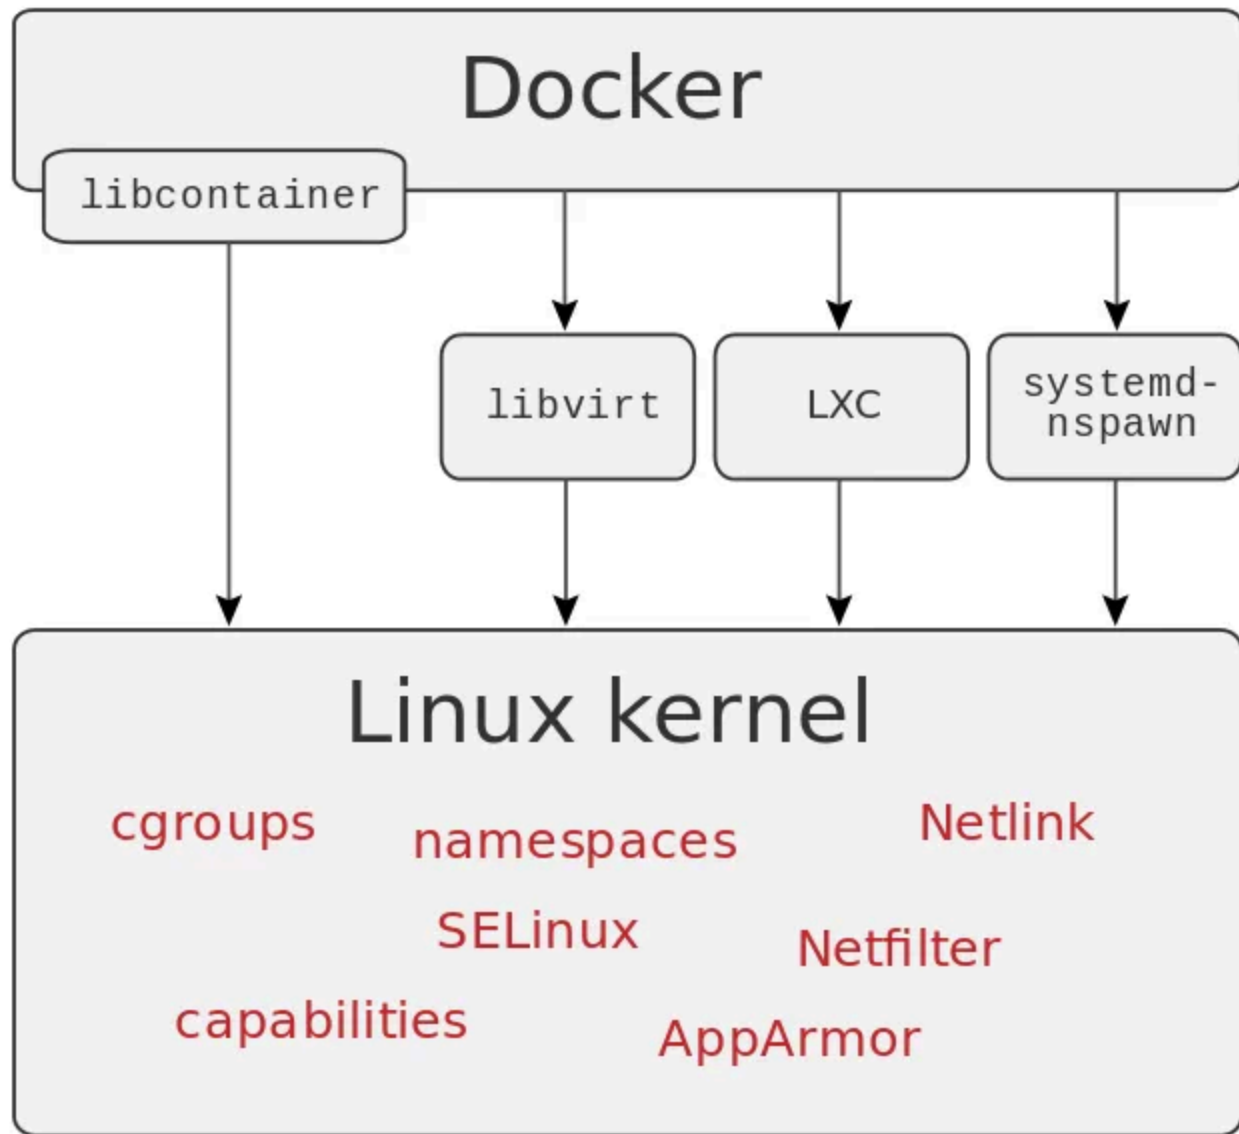 Docker
libcontainer
libvirt
LXC
systemd-
nspawn
Linux kernel
cgroups
namespaces
Netlink
SELinux
Netfilter
capabilities
AppArmor